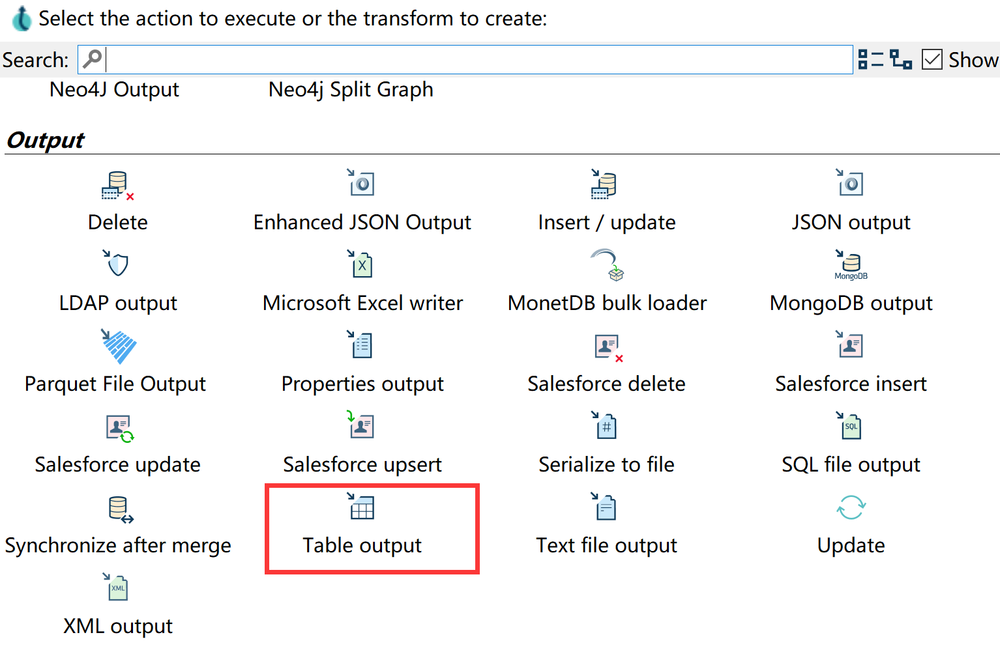 Select the action to execute or the transform to create:
Search: Show
Neo4J Output Neo4j Split Graph
Output
Delete Enhanced JSON Output Insert / update JSON output
X MongoDB
LDAP output Microsoft Excel writer MonetDB bulk loader MongoDB output
Parquet File Output Properties output Salesforce delete Salesforce insert
# SQL
Salesforce update Salesforce upsert Serialize to file SQL file output
Synchronize after merge Table output Text file output Update
XML
XML output